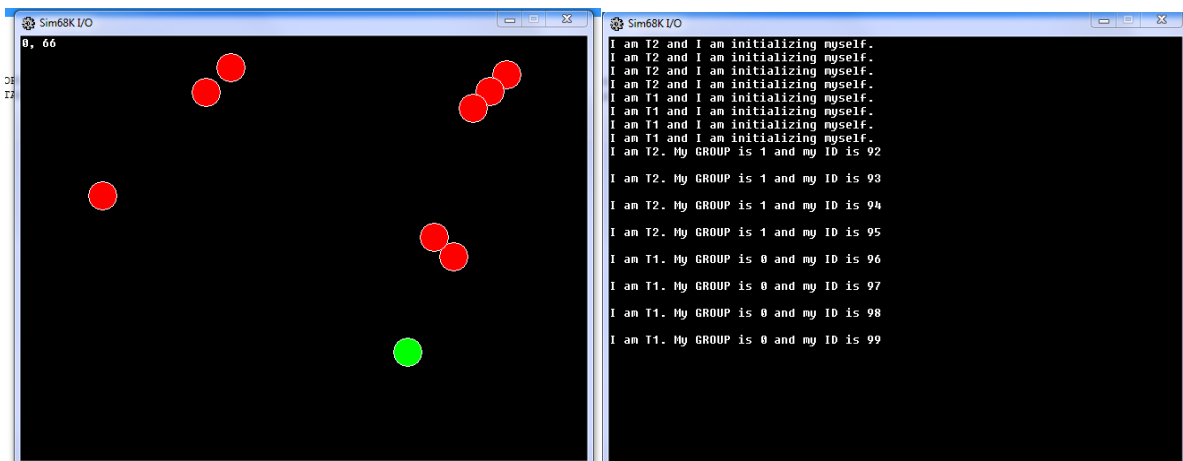 Sim68K I/O
0, 66
Sim68K I/O
I am T2 and I am initializing myself.
I am T2 and I am initializing myself.
I am T2 and I am initializing myself.
I am T2 and I am initializing myself.
I am T1 and I am initializing myself.
I am T1 and I am initializing myself.
I am T1 and I am initializing myself.
I am T1 and I am initializing myself.
I am T2. My GROUP is 1 and my ID is 92
I am T2. My GROUP is 1 and my ID is 93
I am T2. My GROUP is 1 and my ID is 94
I am T2. My GROUP is 1 and my ID is 95
I am T1. My GROUP is 0 and my ID is 96
I am T1. My GROUP is 0 and my ID is 97
I am T1. My GROUP is 0 and my ID is 98
I am T1. My GROUP is 0 and my ID is 99